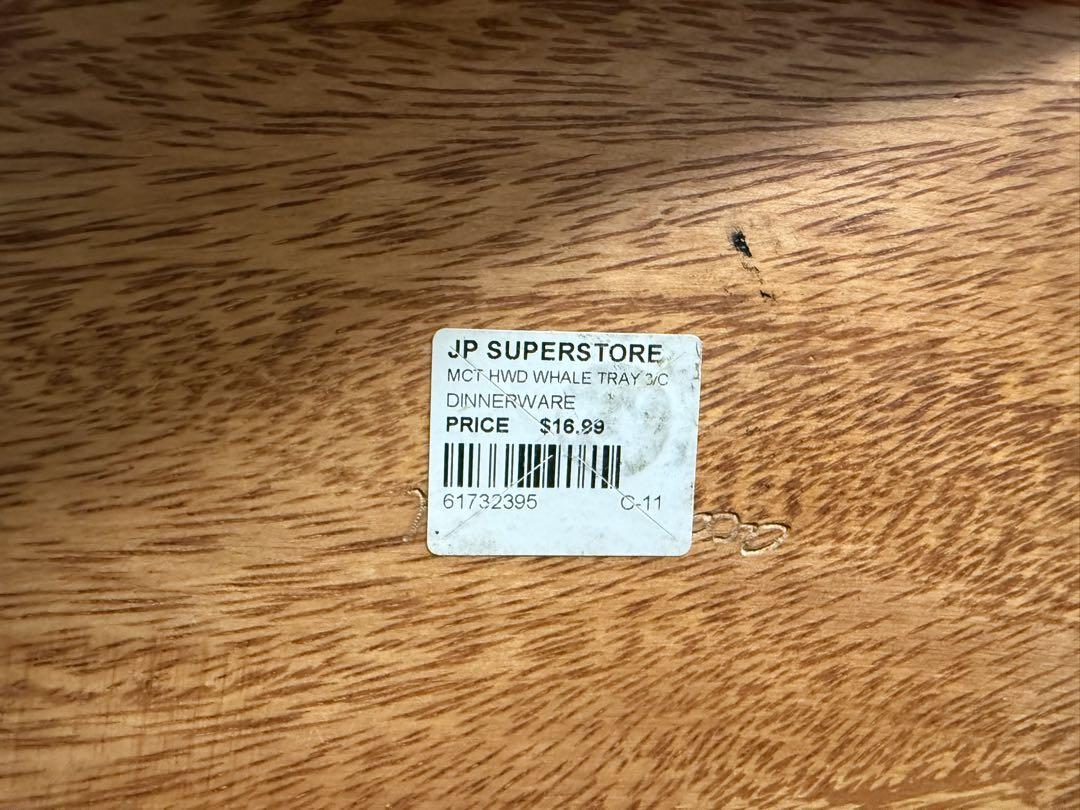 JP SUPERSTORE
MCT HWD WHALE TRAY 3/C
DINNERWARE
PRICE $16.99
61732395 C-11